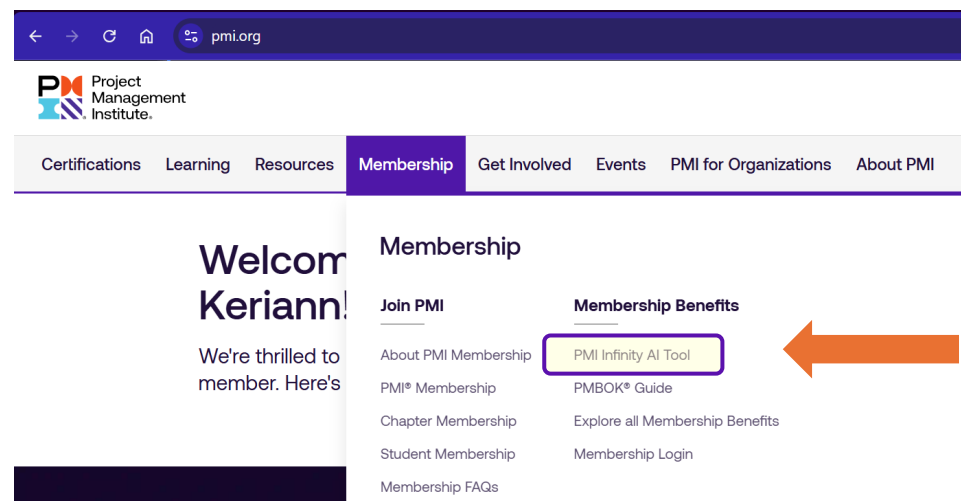 pmi.org
Project
Management
Institute.
Certifications Learning Resources Membership Get Involved Events PMI for Organizations About PMI
Welcom
Keriann!
We're thrilled to
member. Here's
Membership
Join PMI Membership Benefits
About PMI Membership PMI Infinity AI Tool
PMI® Membership PMBOK® Guide
Chapter Membership Explore all Membership Benefits
Student Membership Membership Login
Membership FAQs